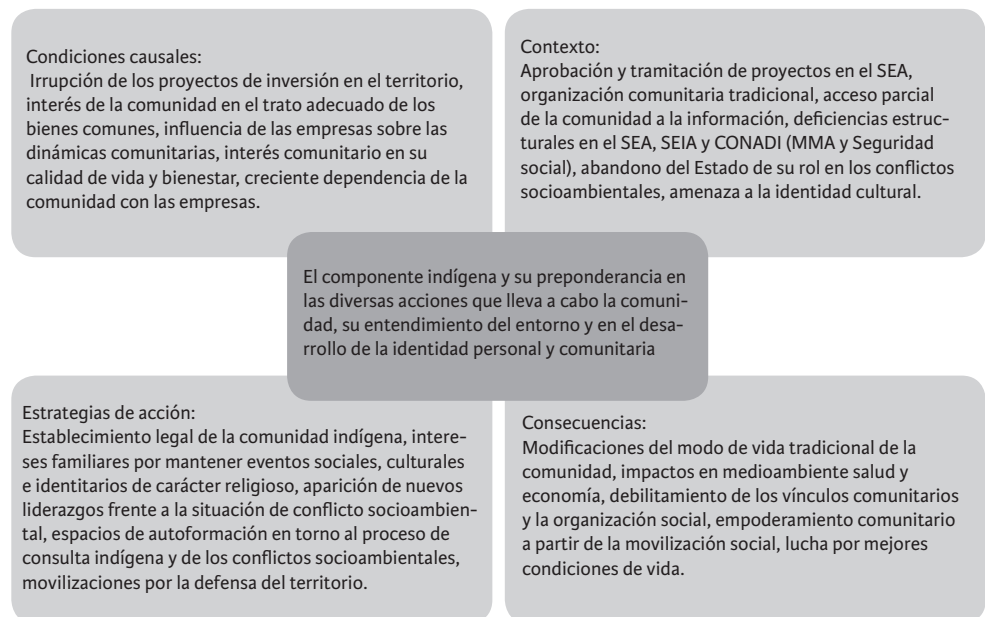 Condiciones causales:
Irrupción de los proyectos de inversión en el territorio,
interés de la comunidad en el trato adecuado de los
bienes comunes, influencia de las empresas sobre las
dinámicas comunitarias, interés comunitario en su
calidad de vida y bienestar, creciente dependencia de la
comunidad con las empresas.
Contexto:
Aprobación y tramitación de proyectos en el SEA,
organización comunitaria tradicional, acceso parcial
de la comunidad a la información, deficiencias estruc-
turales en el SEA, SEIA y CONADI (MMA y Seguridad
social), abandono del Estado de su rol en los conflictos
socioambientales, amenaza a la identidad cultural.
El componente indígena y su preponderancia en
las diversas acciones que lleva a cabo la comuni-
dad, su entendimiento del entorno y en el desa-
rrollo de la identidad personal y comunitaria
Estrategias de acción:
Establecimiento legal de la comunidad indígena, intere-
ses familiares por mantener eventos sociales, culturales
e identitarios de carácter religioso, aparición de nuevos
liderazgos frente a la situación de conflicto socioambien-
tal, espacios de autoformación en torno al proceso de
consulta indígena y de los conflictos socioambientales,
movilizaciones por la defensa del territorio.
Consecuencias:
Modificaciones del modo de vida tradicional de la
comunidad, impactos en medioambiente salud y
economía, debilitamiento de los vínculos comunitarios
y la organización social, empoderamiento comunitario
a partir de la movilización social, lucha por mejores
condiciones de vida.